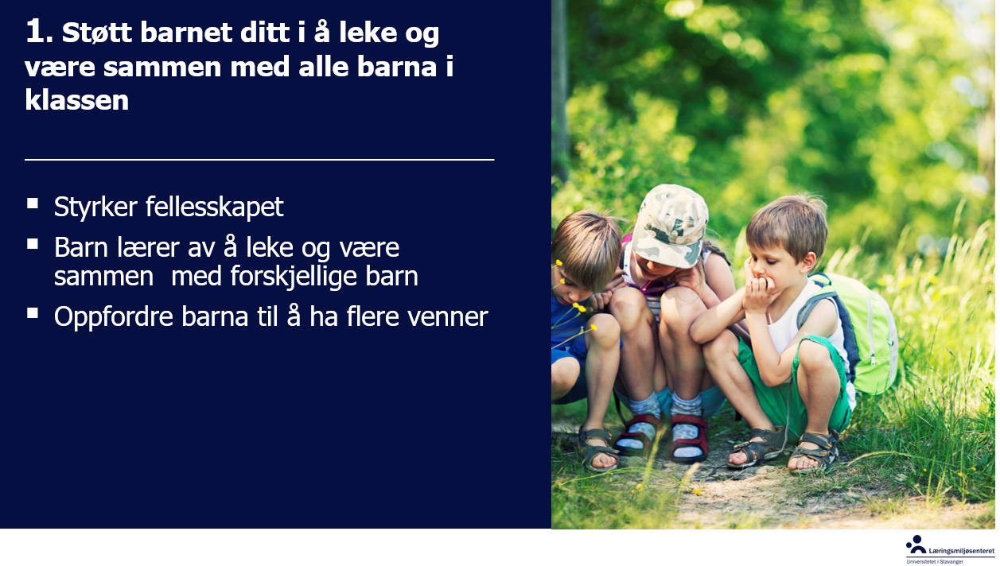 1. Støtt barnet ditt i å leke og
være sammen med alle barna i
klassen
▪ Styrker fellesskapet
▪ Barn lærer av å leke og være
sammen  med forskjellige barn
▪ Oppfordre barna til å ha flere venner
Læringsmiljøsenteret
Universitetet i Stavanger